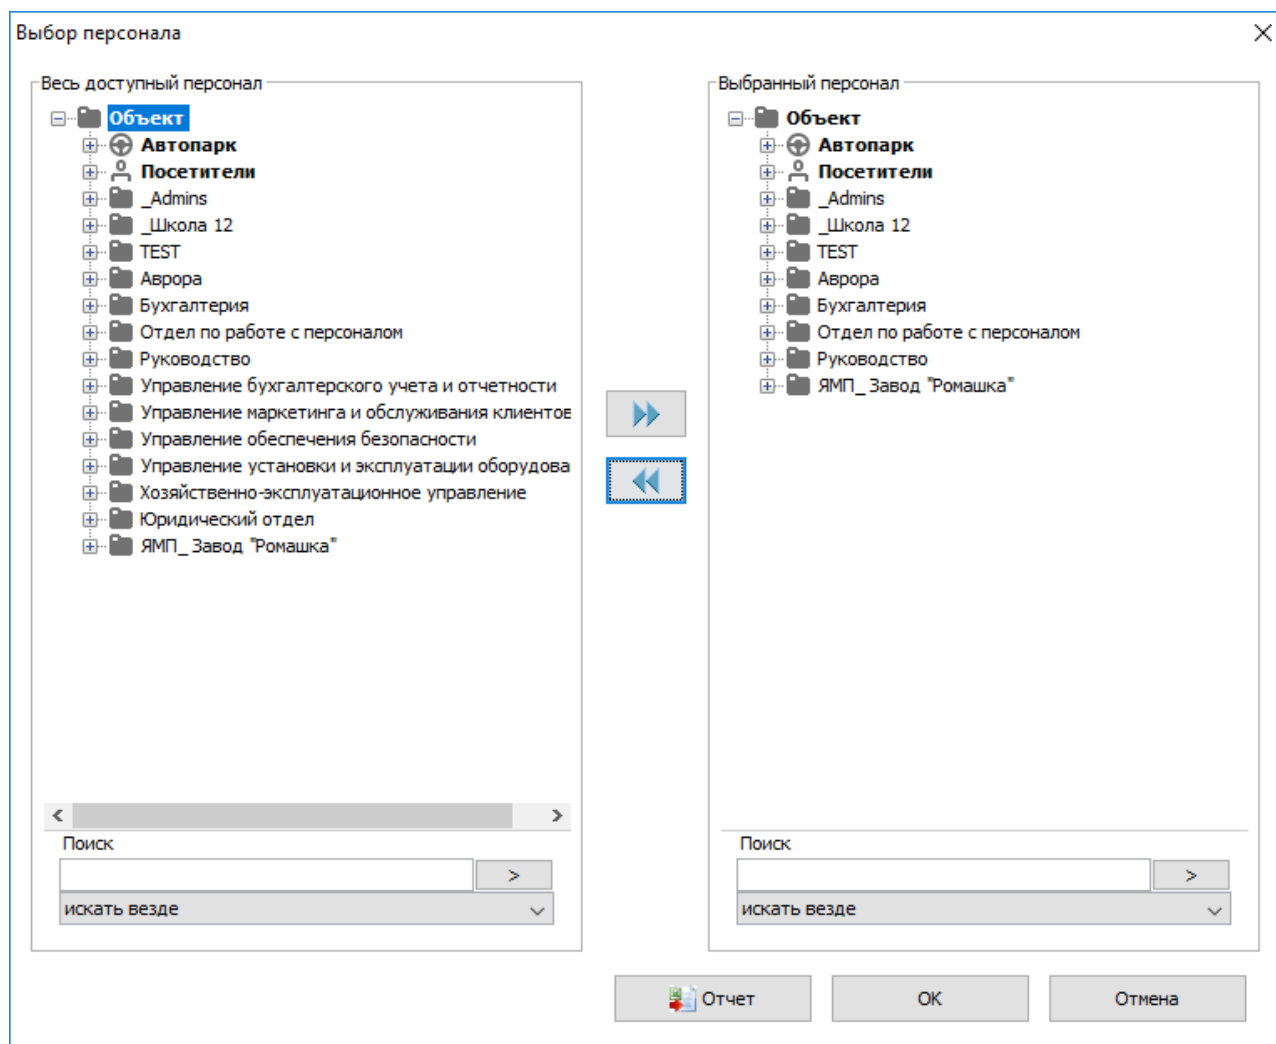 Выбор персонала
Весь доступный персонал
Объект
Автопарк
Посетители
_Admins
_Школа 12
TEST
Аврора
Бухгалтерия
Отдел по работе с персоналом
Руководство
Управление бухгалтерского учета и отчетности
Управление маркетинга и обслуживания клиентов
Управление обеспечения безопасности
Управление установки и эксплуатации оборудова
Хозяйственно-эксплуатационное управление
Юридический отдел
ЯМП_ Завод "Ромашка"
Поиск
>
искать везде
Выбранный персонал
Объект
Автопарк
Посетители
_Admins
_Школа 12
TEST
Аврора
Бухгалтерия
Отдел по работе с персоналом
Руководство
ЯМП_ Завод "Ромашка"
Поиск
>
искать везде
Отчет
OK
Отмена